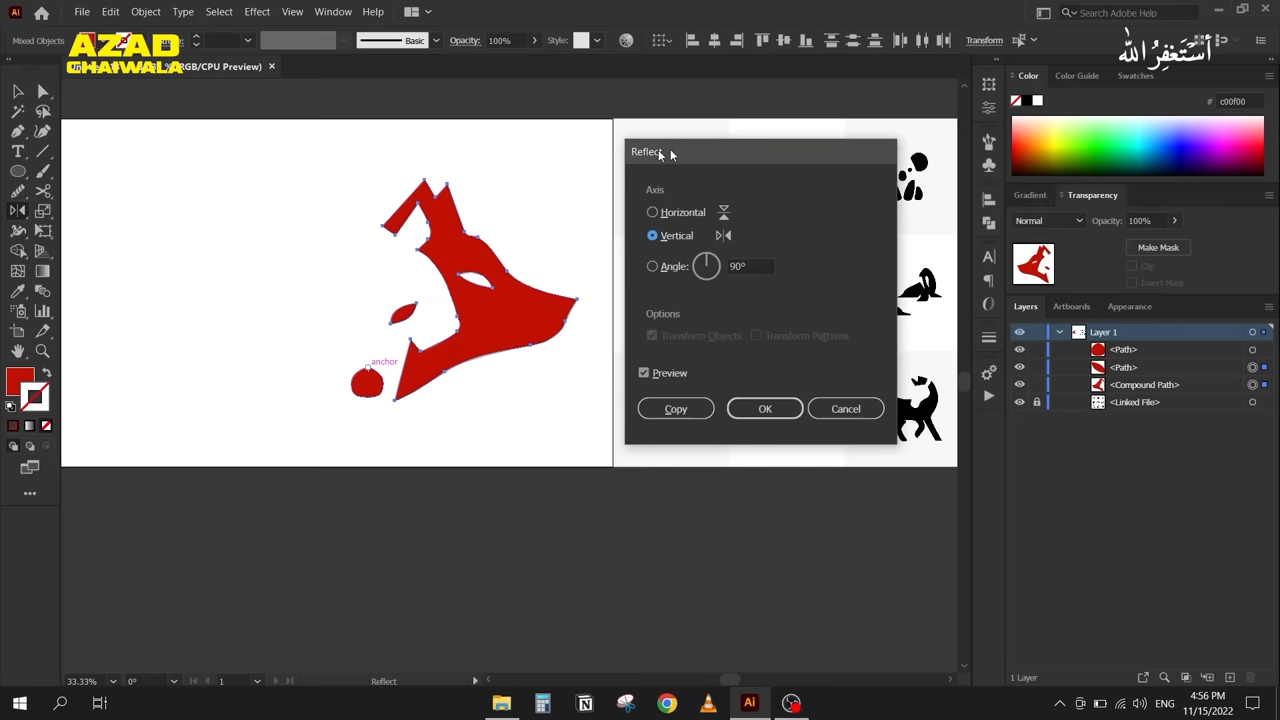 File Edit Object Type Select Effect View Window Help
Search Adobe Help
Mixed Objects
Basic
Opacity: 100%
Style:
Transform
AZAD
CHAIWALA
أستغفرُ الله
RGB/CPU Preview)
Color Color Guide Swatches
# c00f00
Reflect
Axis
Horizontal
Vertical
Angle: 90°
Options
Transform Objects Transform Patterns
Preview
Copy OK Cancel
anchor
Gradient Transparency
Normal Opacity: 100%
Make Mask
Clip
Invert Mask
Layers Artboards Appearance
Layer 1
<Path>
<Path>
<Compound Path>
<Linked File>
33.33% 0° 1 Reflect
1 Layer
ENG
4:56 PM
11/15/2022